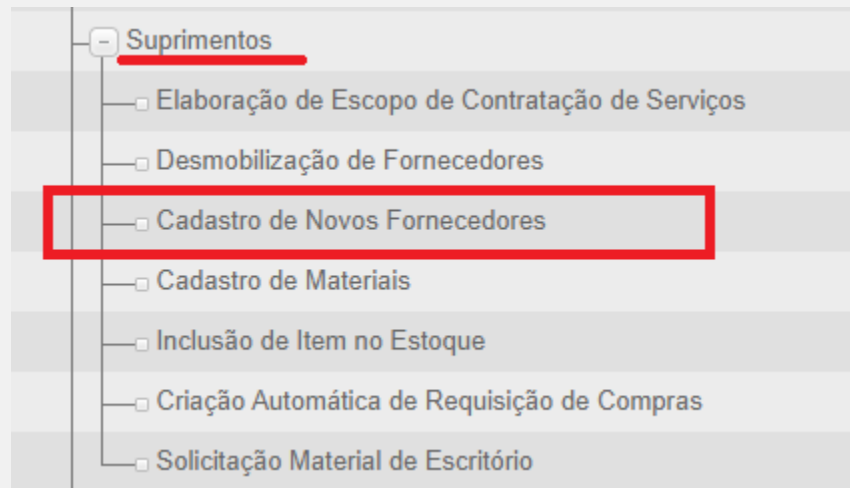 Suprimentos
Elaboração de Escopo de Contratação de Serviços
Desmobilização de Fornecedores
Cadastro de Novos Fornecedores
Cadastro de Materiais
Inclusão de Item no Estoque
Criação Automática de Requisição de Compras
Solicitação Material de Escritório